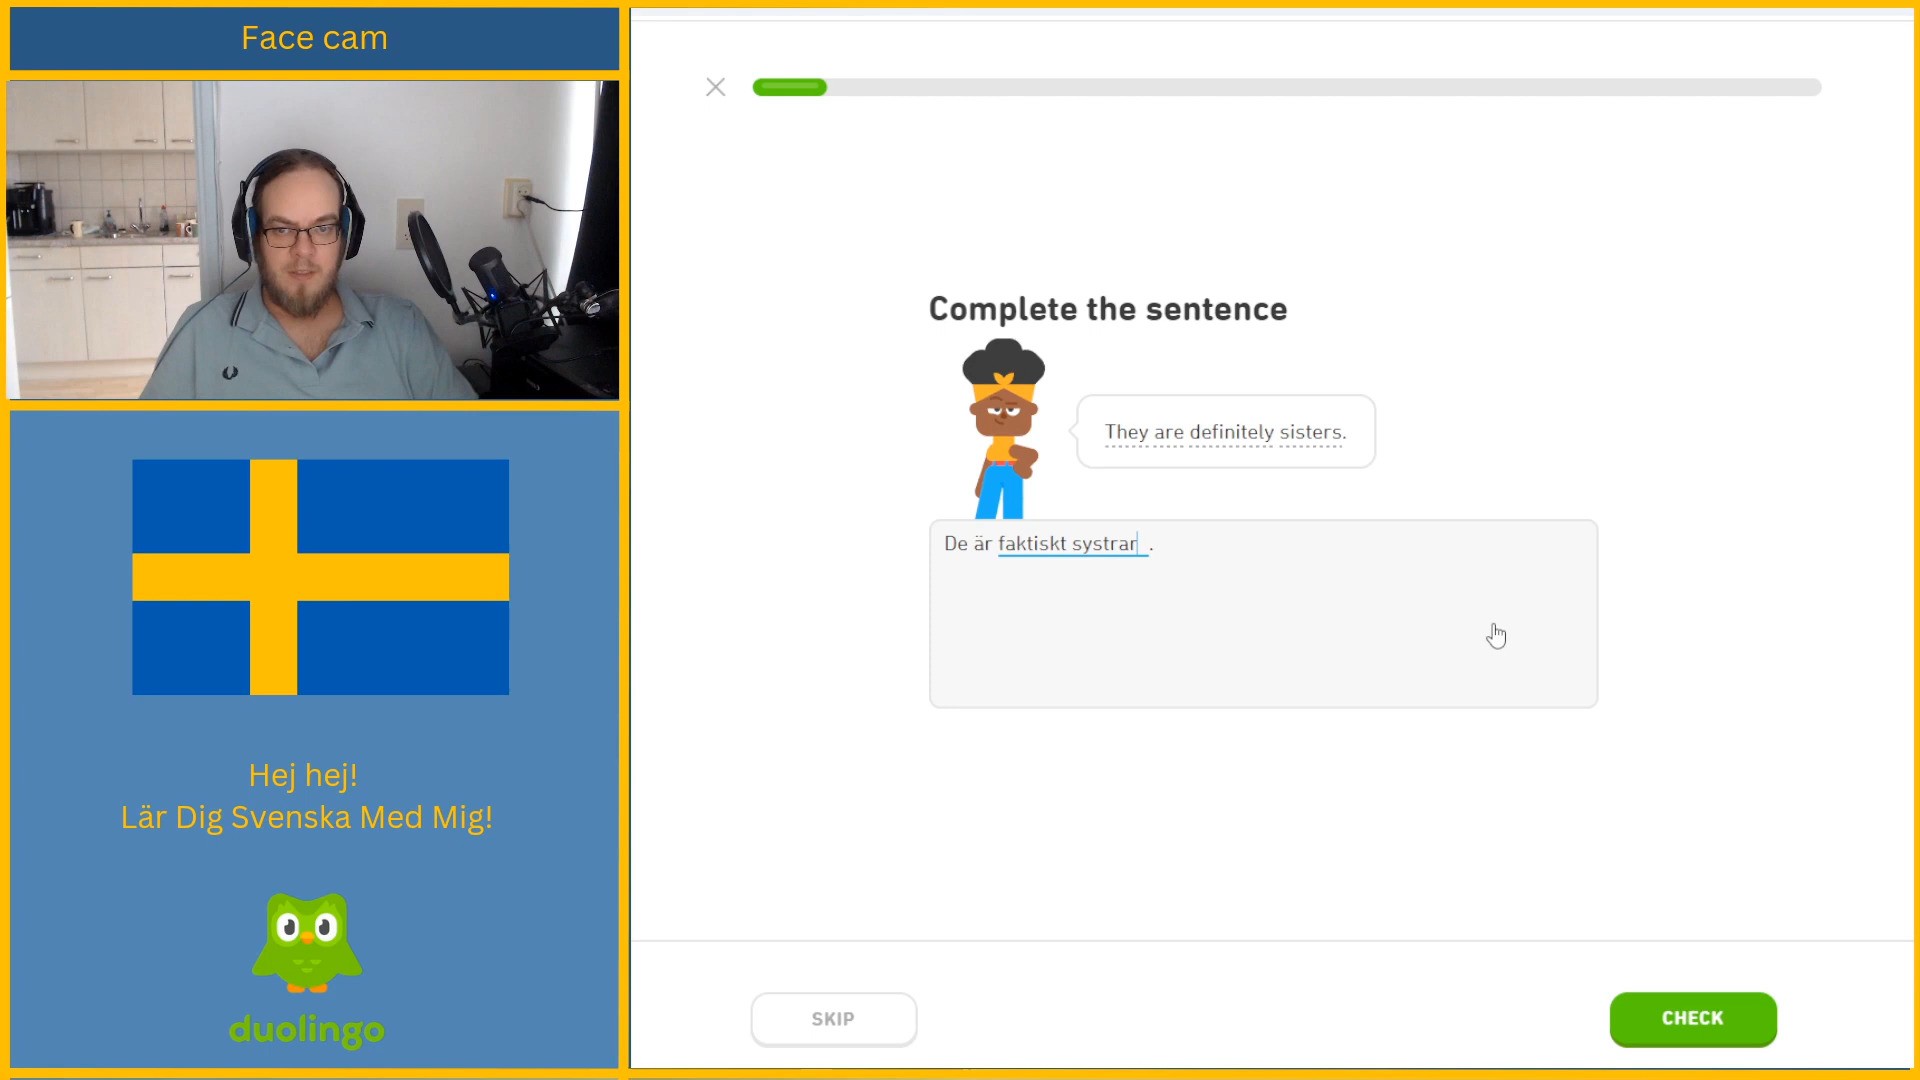 Face cam
Complete the sentence
They are definitely sisters.
De är faktiskt systrar .
Hej hej!
Lär Dig Svenska Med Mig!
duolingo
SKIP
CHECK